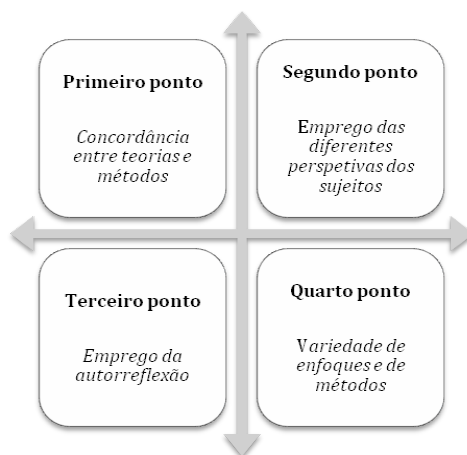 Primeiro ponto
Concordância
entre teorias e
métodos
Segundo ponto
Emprego das
diferentes
perspetivas dos
sujeitos
Terceiro ponto
Emprego da
autorreflexão
Quarto ponto
Variedade de
enfoques e de
métodos